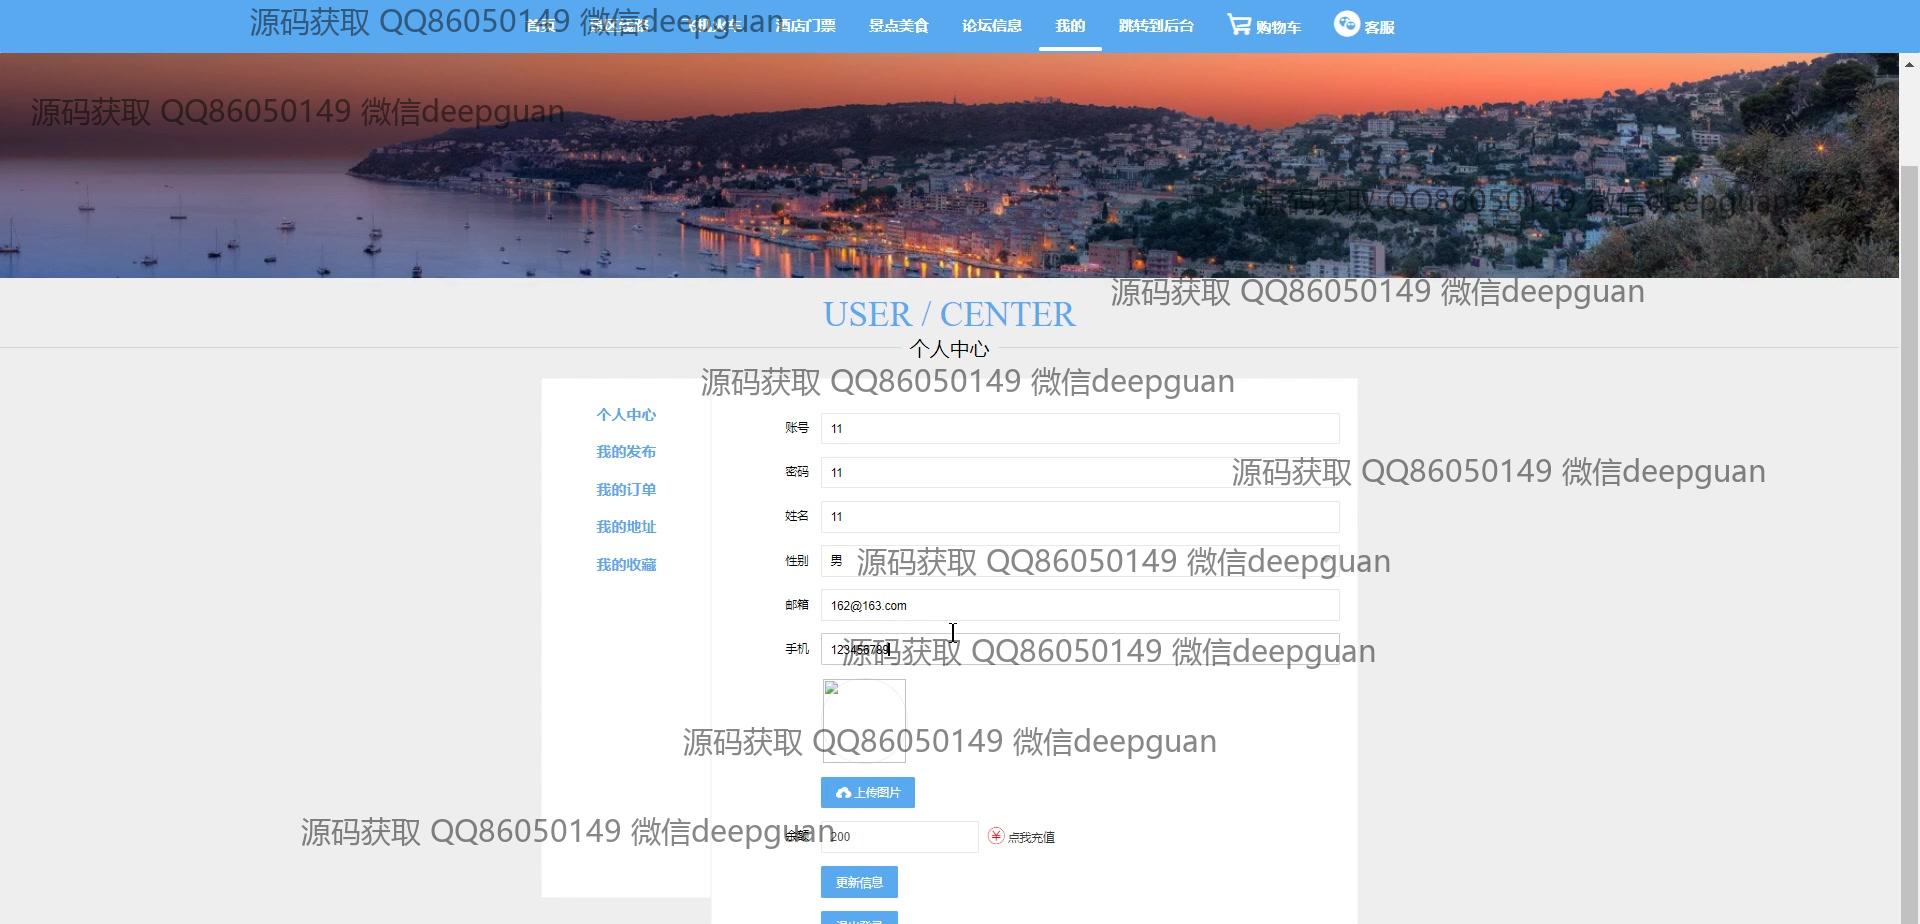 源码获取 QQ86050149 微信deepguan
首页 景区线路 酒店门票 景点美食 论坛信息 我的 跳转到后台 购物车 客服
源码获取 QQ86050149 微信deepguan
源码获取 QQ86050149 微信deepguan
源码获取 QQ86050149 微信deepguan
USER / CENTER
个人中心
源码获取 QQ86050149 微信deepguan
个人中心
我的发布
我的订单
我的地址
我的收藏
账号 11
密码 11
源码获取 QQ86050149 微信deepguan
姓名 11
性别 男
源码获取 QQ86050149 微信deepguan
邮箱 162@163.com
手机 123456789
源码获取 QQ86050149 微信deepguan
源码获取 QQ86050149 微信deepguan
上传图片
源码获取 QQ86050149 微信deepguan
余额 200 点我充值
更新信息
退出登录